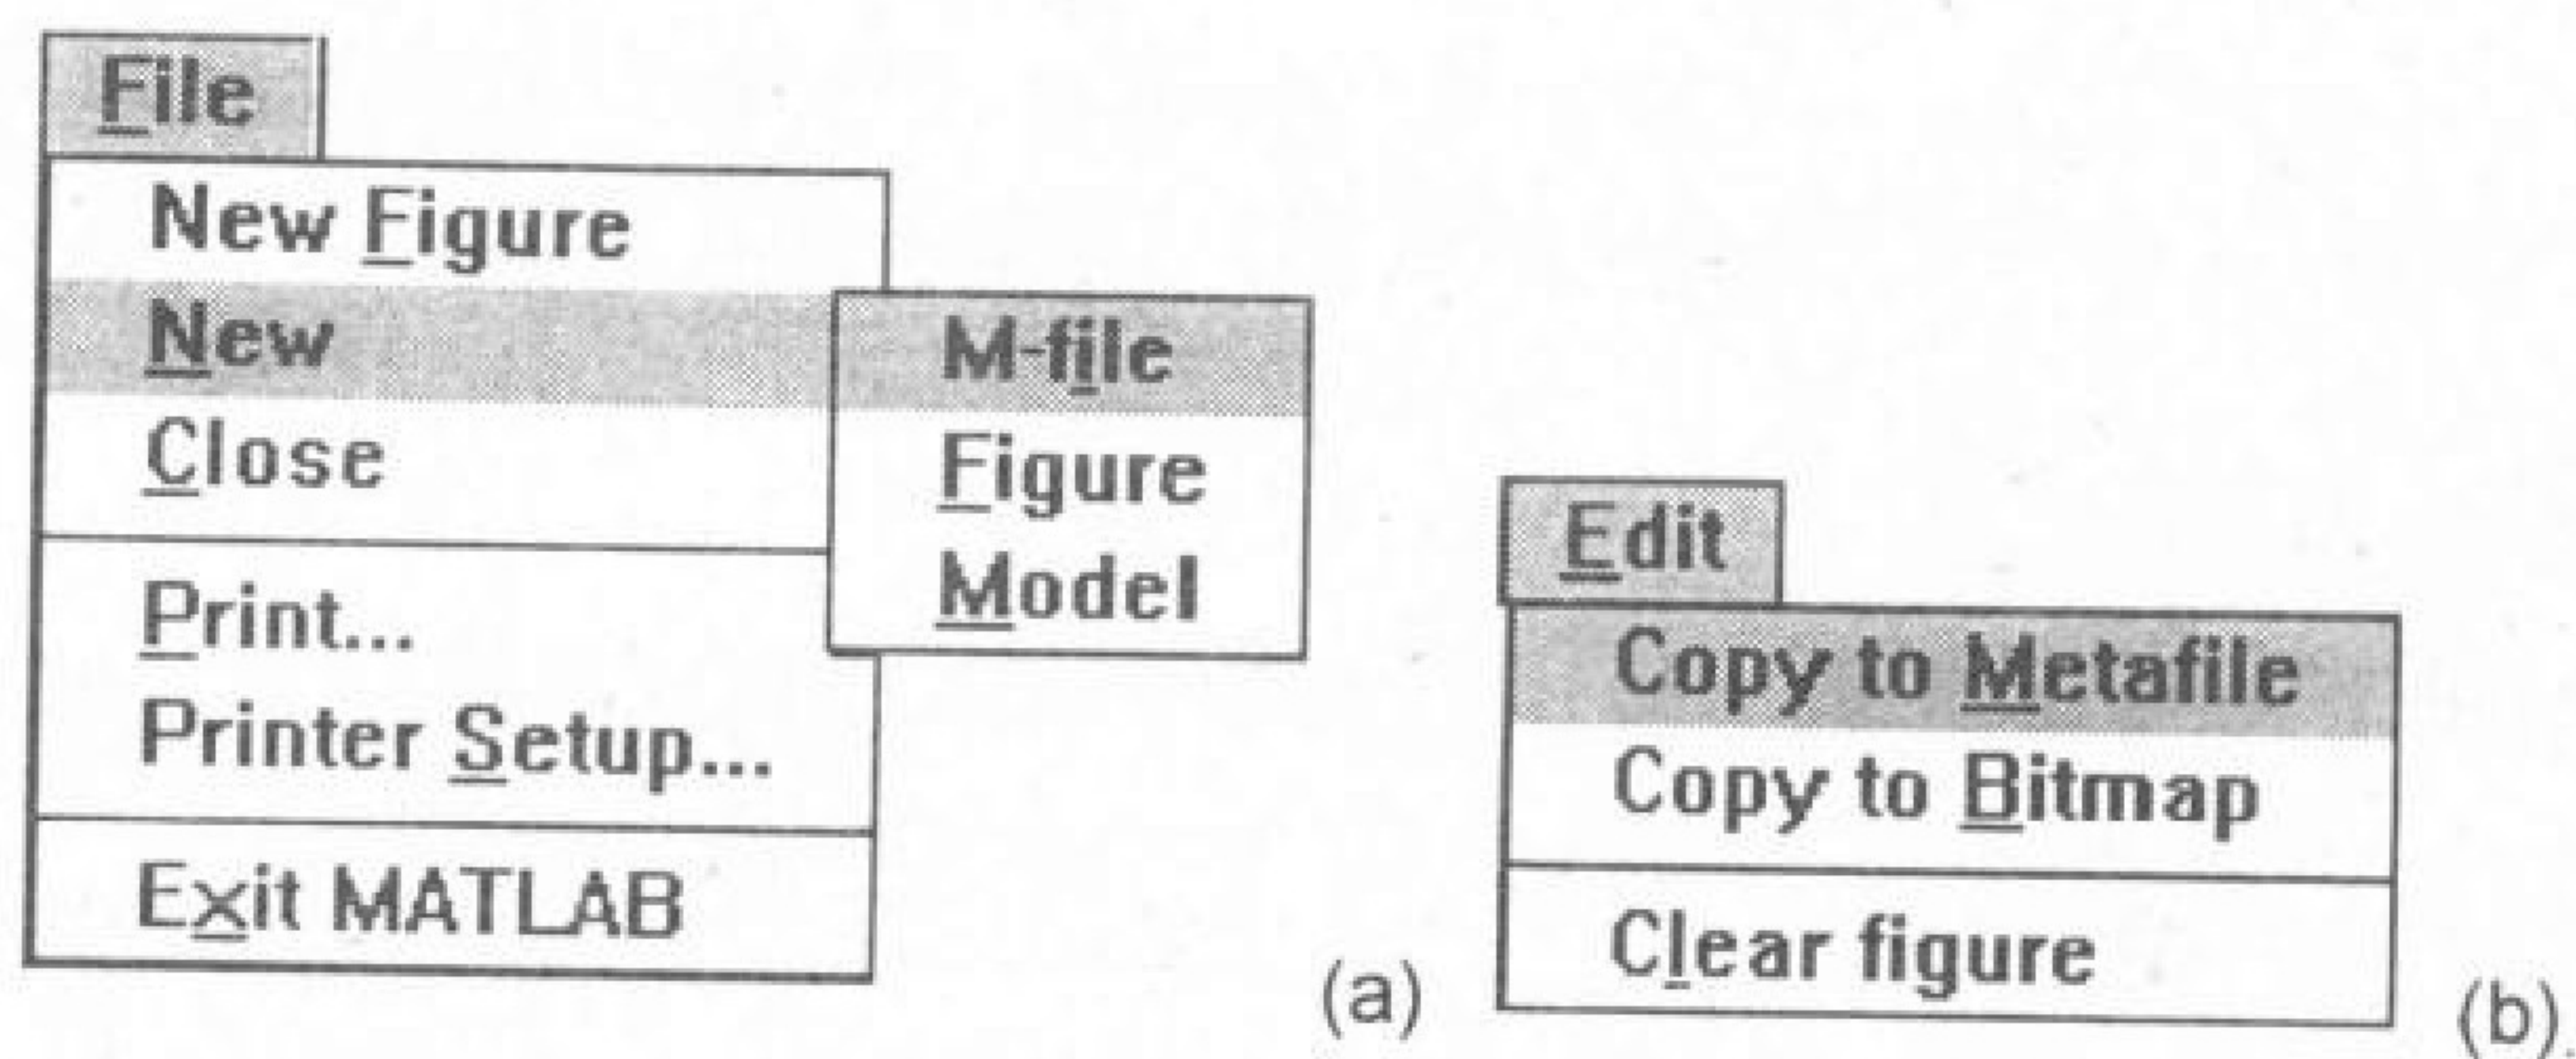 File
New Figure
New
Close
Print...
Printer Setup...
Exit MATLAB
M-file
Figure
Model
(a)
Edit
Copy to Metafile
Copy to Bitmap
Clear figure
(b).